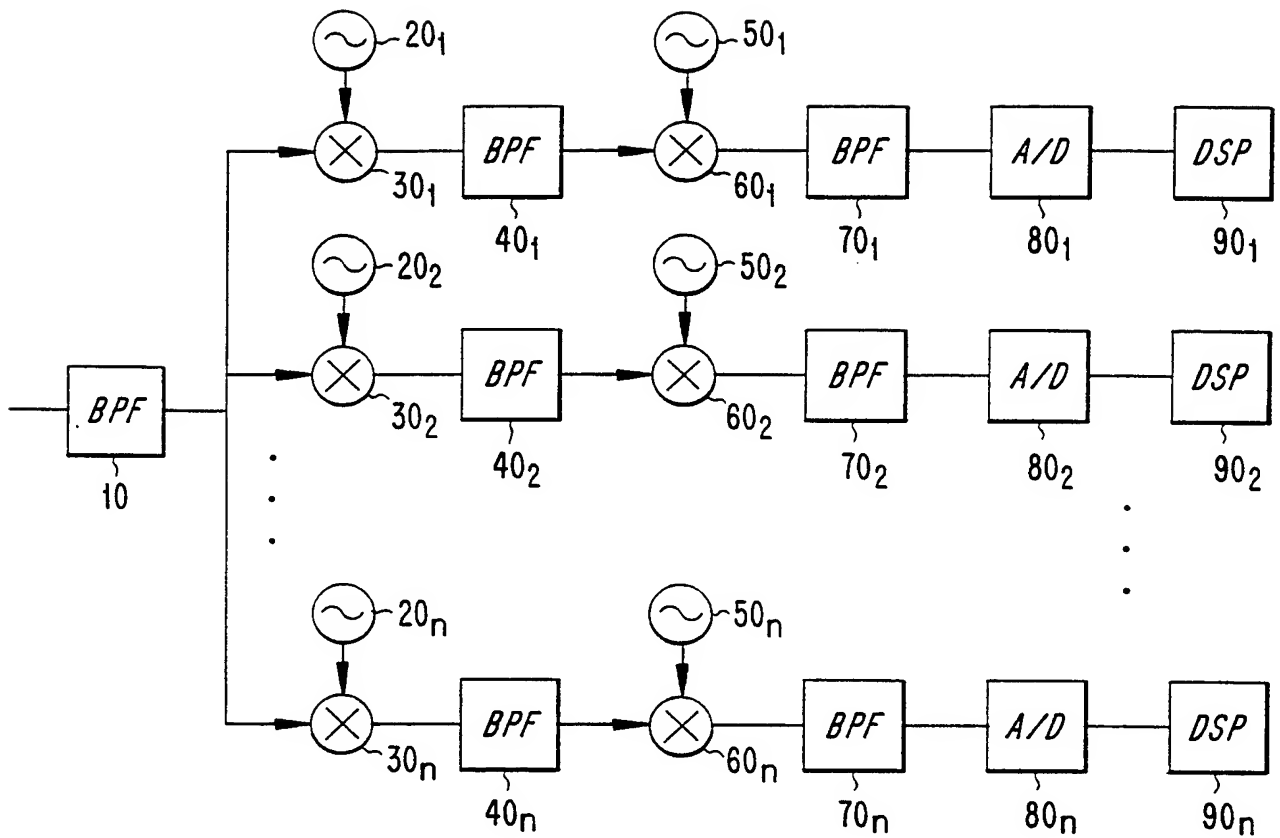 20₁ 50₁
BPF BPF A/D DSP
30₁ 60₁
40₁ 70₁ 80₁ 90₁
20₂ 50₂
BPF BPF A/D DSP
BPF
30₂ 60₂
40₂ 70₂ 80₂ 90₂
10
20n 50n
BPF BPF A/D DSP
30n 60n
40n 70n 80n 90n